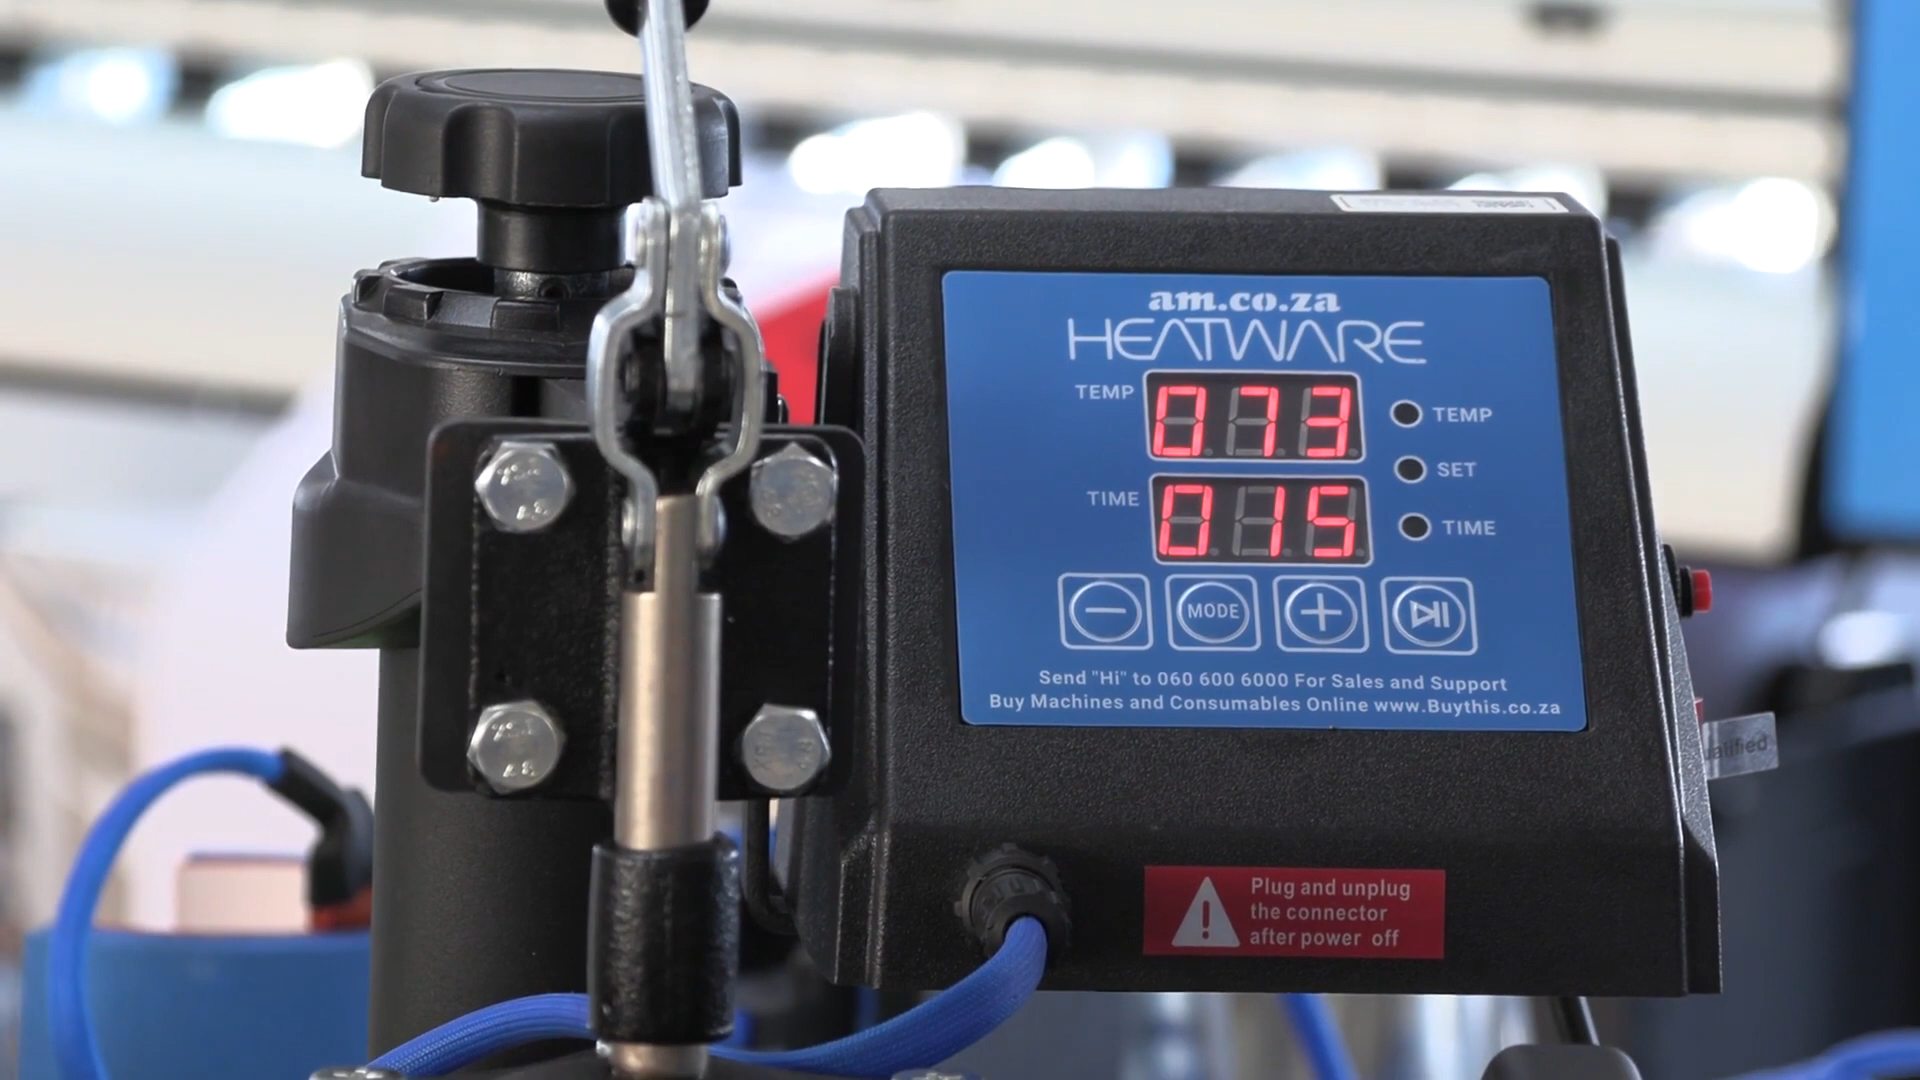 am.co.za
HEATWARE
TEMP 073 TEMP
SET
TIME 015 TIME
MODE
Send "Hi" to 060 600 6000 For Sales and Support
Buy Machines and Consumables Online www.Buythis.co.za
Plug and unplug
the connector
after power off